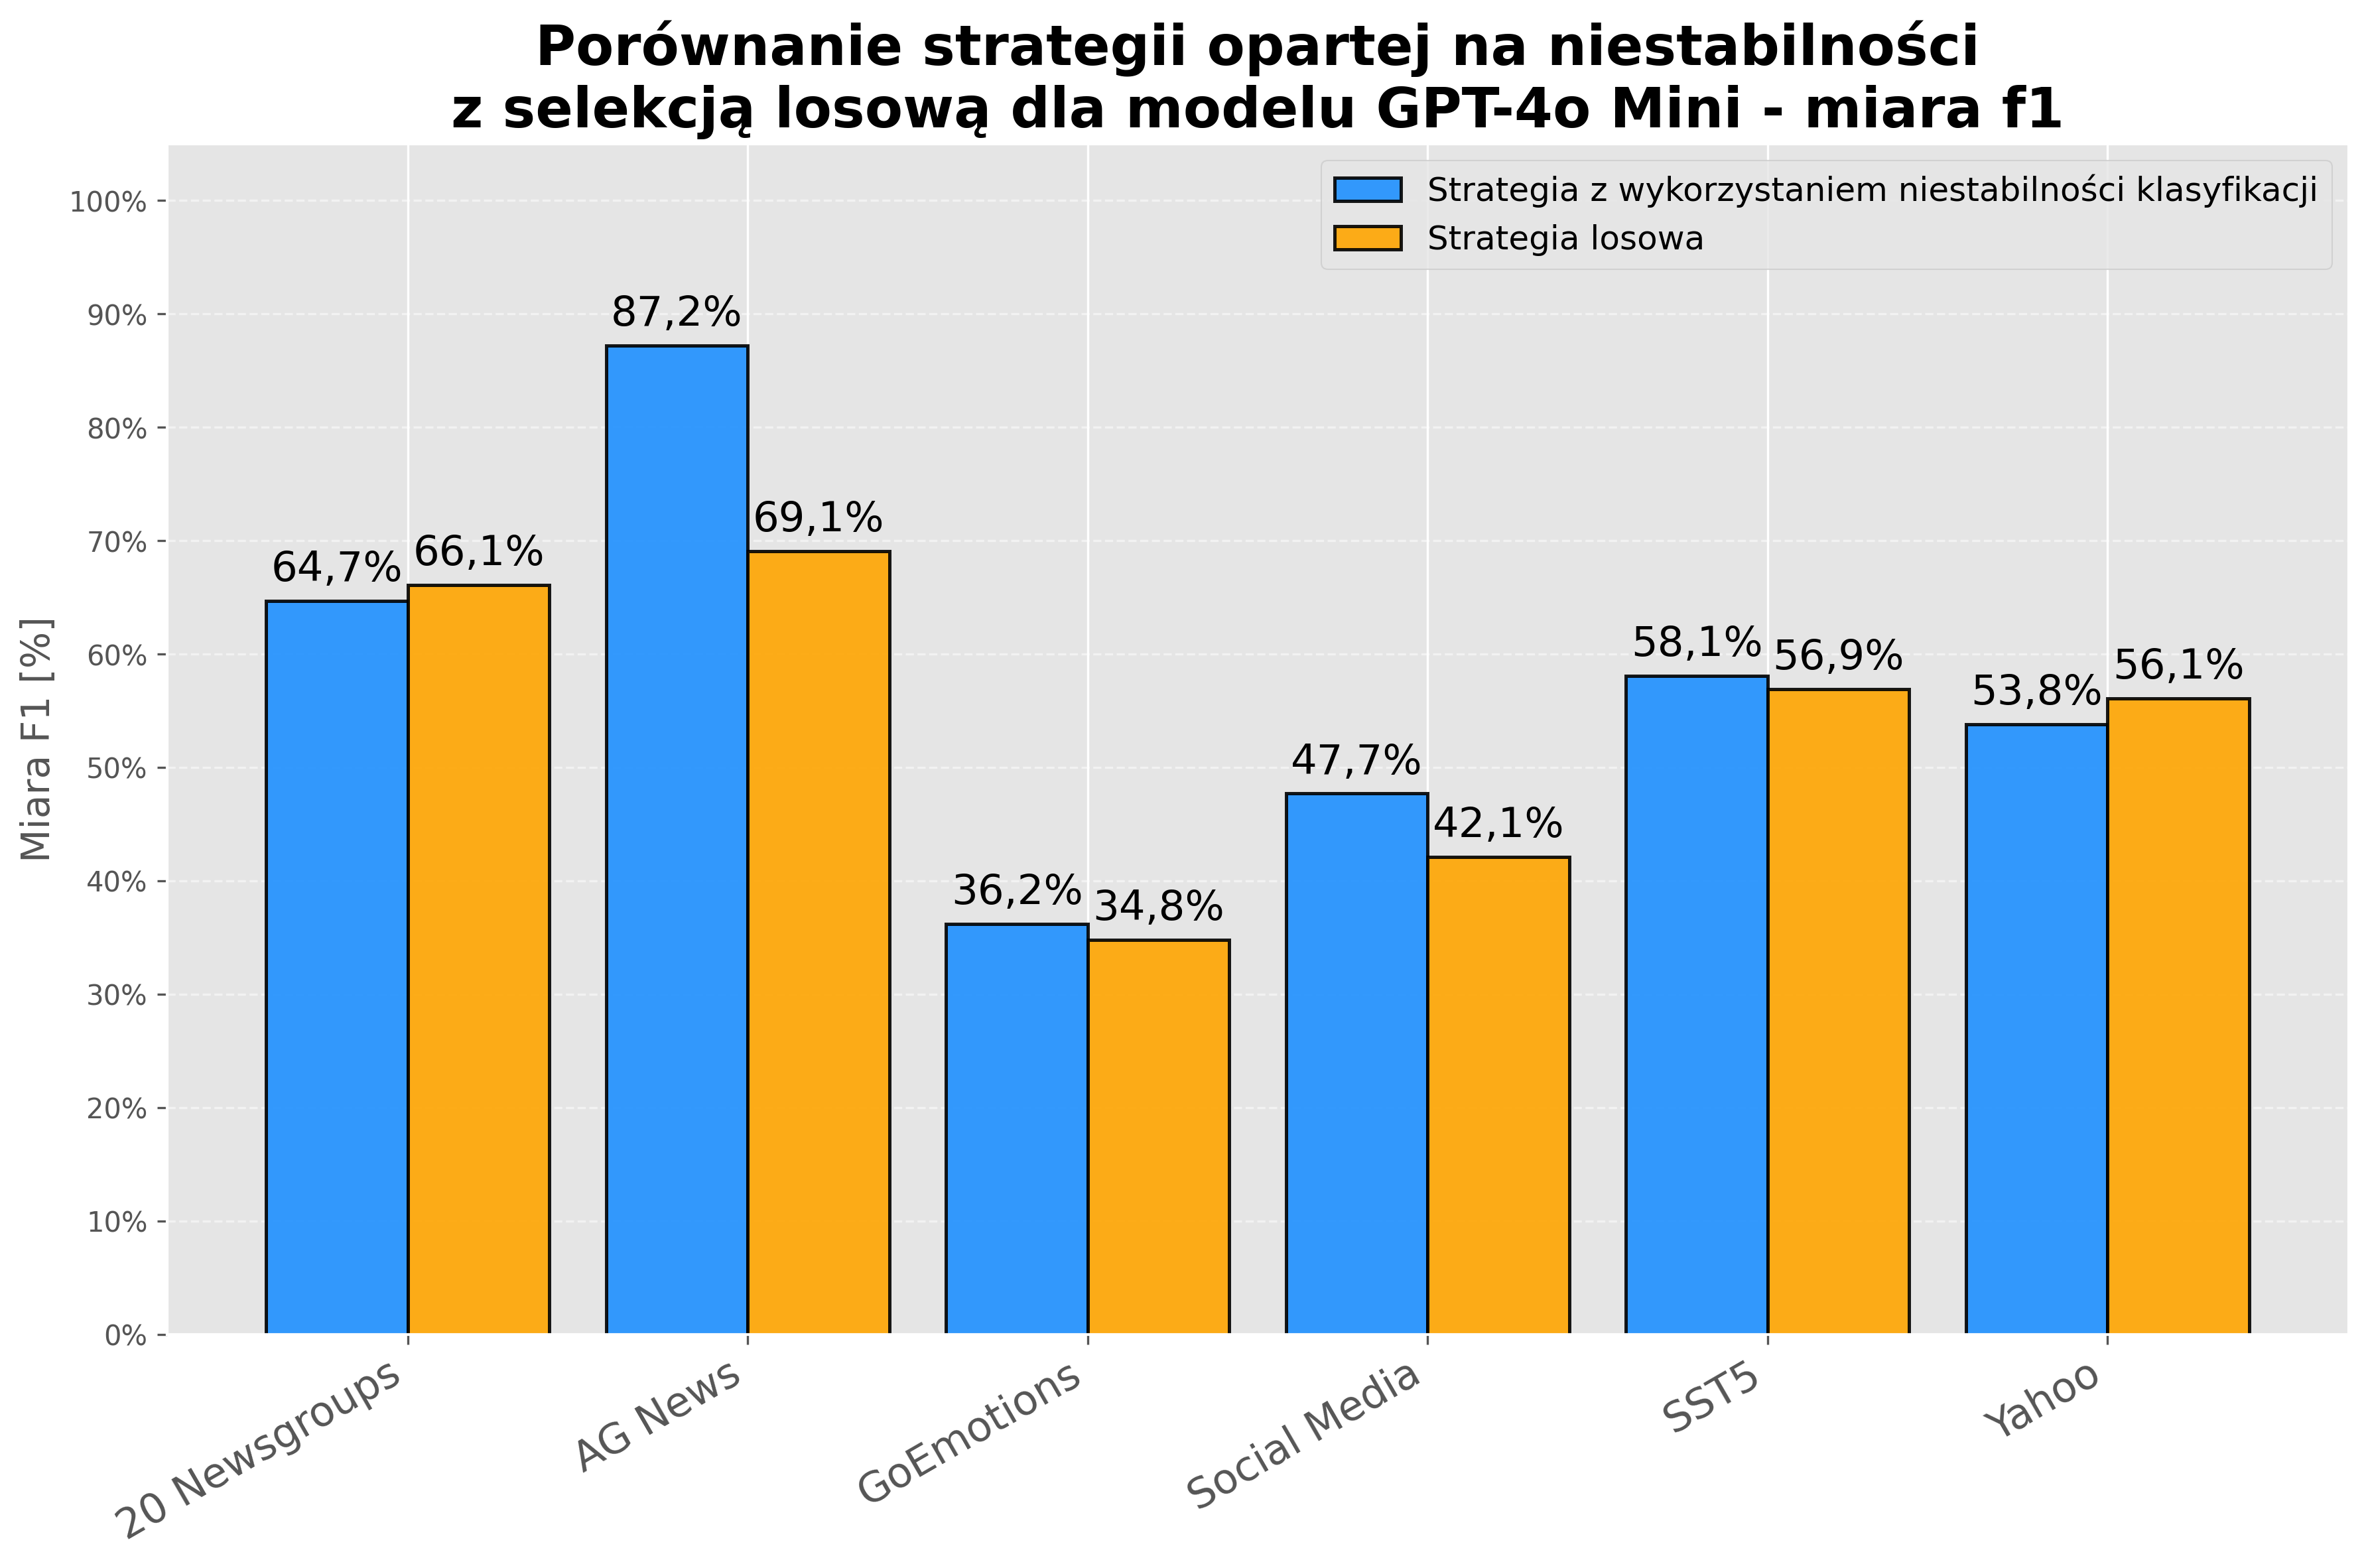 Porównanie strategii opartej na niestabilności
z selekcją losową dla modelu GPT-4o Mini - miara f1
Strategia z wykorzystaniem niestabilności klasyfikacji
Strategia losowa
Miara F1 [%]
100%
90%
80%
70%
60%
50%
40%
30%
20%
10%
0%
64,7%
66,1%
87,2%
69,1%
36,2%
34,8%
47,7%
42,1%
58,1%
56,9%
53,8%
56,1%
20 Newsgroups
AG News
GoEmotions
Social Media
SST5
Yahoo